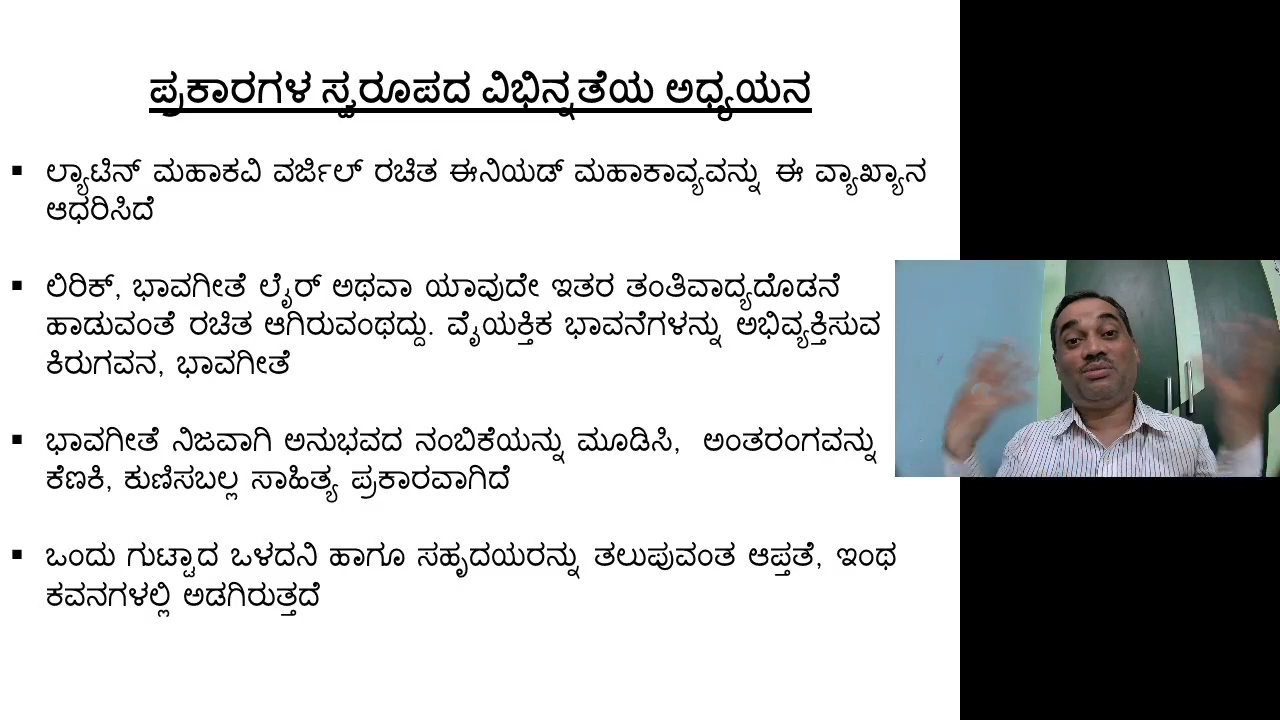 ಪ್ರಕಾರಗಳ ಸ್ವರೂಪದ ವಿಭಿನ್ನತೆಯ ಅಧ್ಯಯನ
▪ ಲ್ಯಾಟಿನ್ ಮಹಾಕವಿ ವರ್ಜಿಲ್ ರಚಿತ ಈನಿಯಡ್ ಮಹಾಕಾವ್ಯವನ್ನು ಈ ವ್ಯಾಖ್ಯಾನ
ಆಧರಿಸಿದೆ
▪ ಲಿರಿಕ್, ಭಾವಗೀತೆ ಲೈರ್ ಅಥವಾ ಯಾವುದೇ ಇತರ ತಂತಿವಾದ್ಯದೊಡನೆ
ಹಾಡುವಂತೆ ರಚಿತ ಆಗಿರುವಂಥದ್ದು. ವೈಯಕ್ತಿಕ ಭಾವನೆಗಳನ್ನು ಅಭಿವ್ಯಕ್ತಿಸುವ
ಕಿರುಗವನ, ಭಾವಗೀತೆ
▪ ಭಾವಗೀತೆ ನಿಜವಾಗಿ ಅನುಭವದ ನಂಬಿಕೆಯನ್ನು ಮೂಡಿಸಿ, ಅಂತರಂಗವನ್ನು
ಕೆಣಕಿ, ಕುಣಿಸಬಲ್ಲ ಸಾಹಿತ್ಯ ಪ್ರಕಾರವಾಗಿದೆ
▪ ಒಂದು ಗುಟ್ಟಾದ ಒಳದನಿ ಹಾಗೂ ಸಹೃದಯರನ್ನು ತಲುಪುವಂತ ಆಪ್ತತೆ, ಇಂಥ
ಕವನಗಳಲ್ಲಿ ಅಡಗಿರುತ್ತದೆ